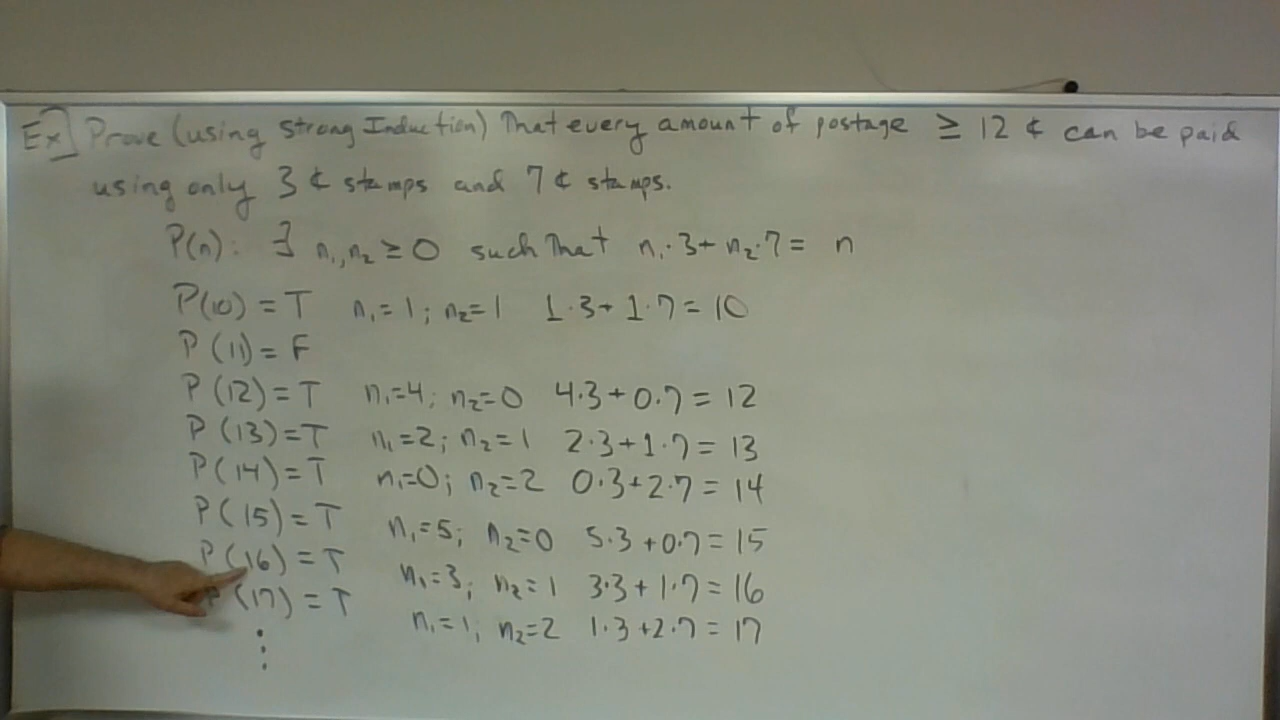 Ex] Prove (using strong Induction) That every amount of postage ≥ 12 ¢ can be paid
using only 3 ¢ stamps and 7 ¢ stamps.
P(n): ∃ n₁, n₂ ≥ 0 such That n₁·3 + n₂·7 = n
P(10) = T n₁=1; n₂=1 1·3+1·7=10
P(11) = F
P(12) = T n₁=4; n₂=0 4·3+0·7=12
P(13)=T n₁=2; n₂=1 2·3+1·7=13
P(14)=T n₁=0; n₂=2 0·3+2·7=14
P(15)=T n₁=5; n₂=0 5·3+0·7=15
P(16)=T n₁=3; n₂=1 3·3+1·7=16
P(17)=T n₁=1; n₂=2 1·3+2·7=17
⋮